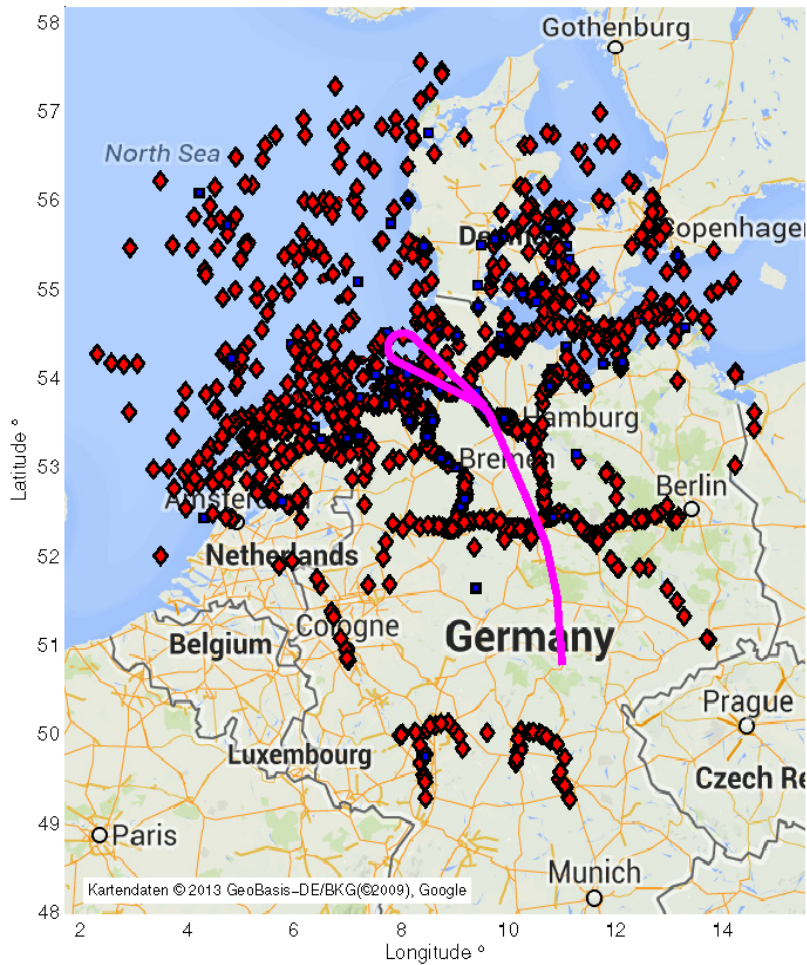 58
Gothenburg
57
North Sea
56
Copenhagen
55
54
Hamburg
53
Bremen
Berlin
Amsterdam
52
Netherlands
Cologne
51
Belgium
Germany
Prague
50
Luxembourg
Czech Re
49
Paris
Munich
Kartendaten © 2013 GeoBasis-DE/BKG(©2009), Google
48
2 4 6 8 10 12 14
Longitude º
Latitude º